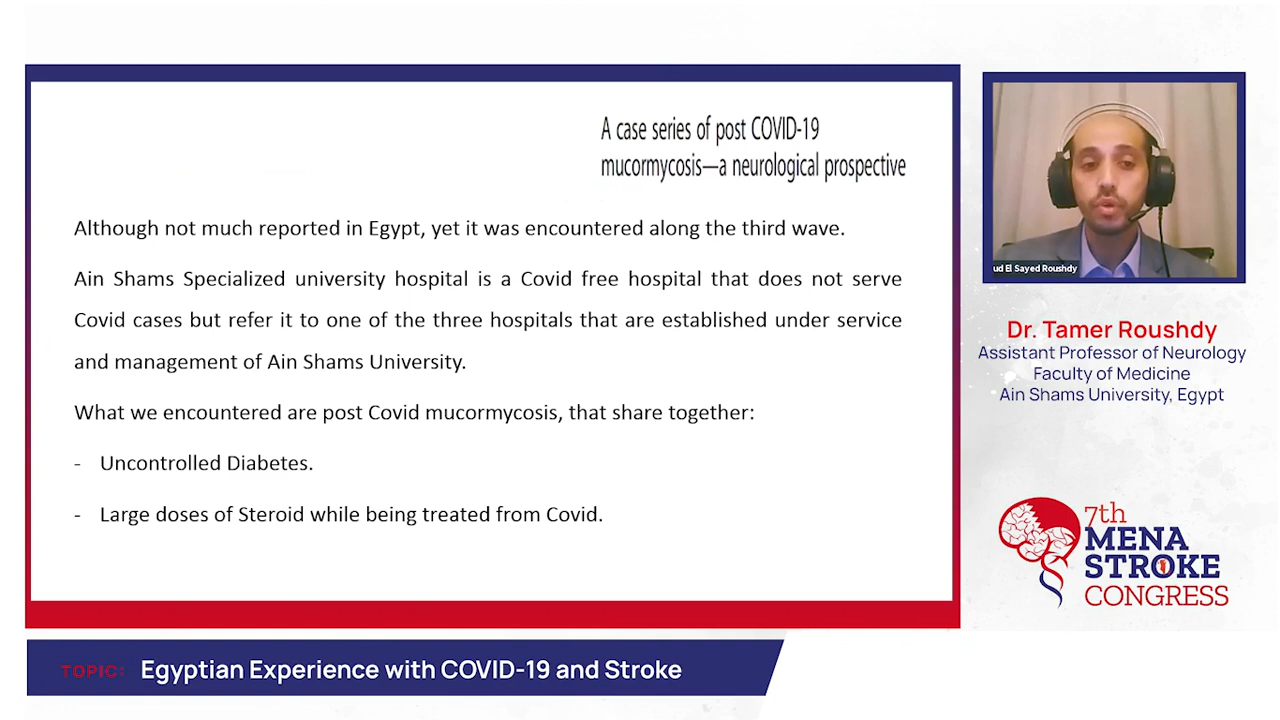 A case series of post COVID-19
mucormycosis—a neurological prospective
Although not much reported in Egypt, yet it was encountered along the third wave.
Ain Shams Specialized university hospital is a Covid free hospital that does not serve
Covid cases but refer it to one of the three hospitals that are established under service
and management of Ain Shams University.
What we encountered are post Covid mucormycosis, that share together:
- Uncontrolled Diabetes.
- Large doses of Steroid while being treated from Covid.
ud El Sayed Roushdy
Dr. Tamer Roushdy
Assistant Professor of Neurology
Faculty of Medicine
Ain Shams University, Egypt
7th
MENA
STROKE
CONGRESS
TOPIC: Egyptian Experience with COVID-19 and Stroke